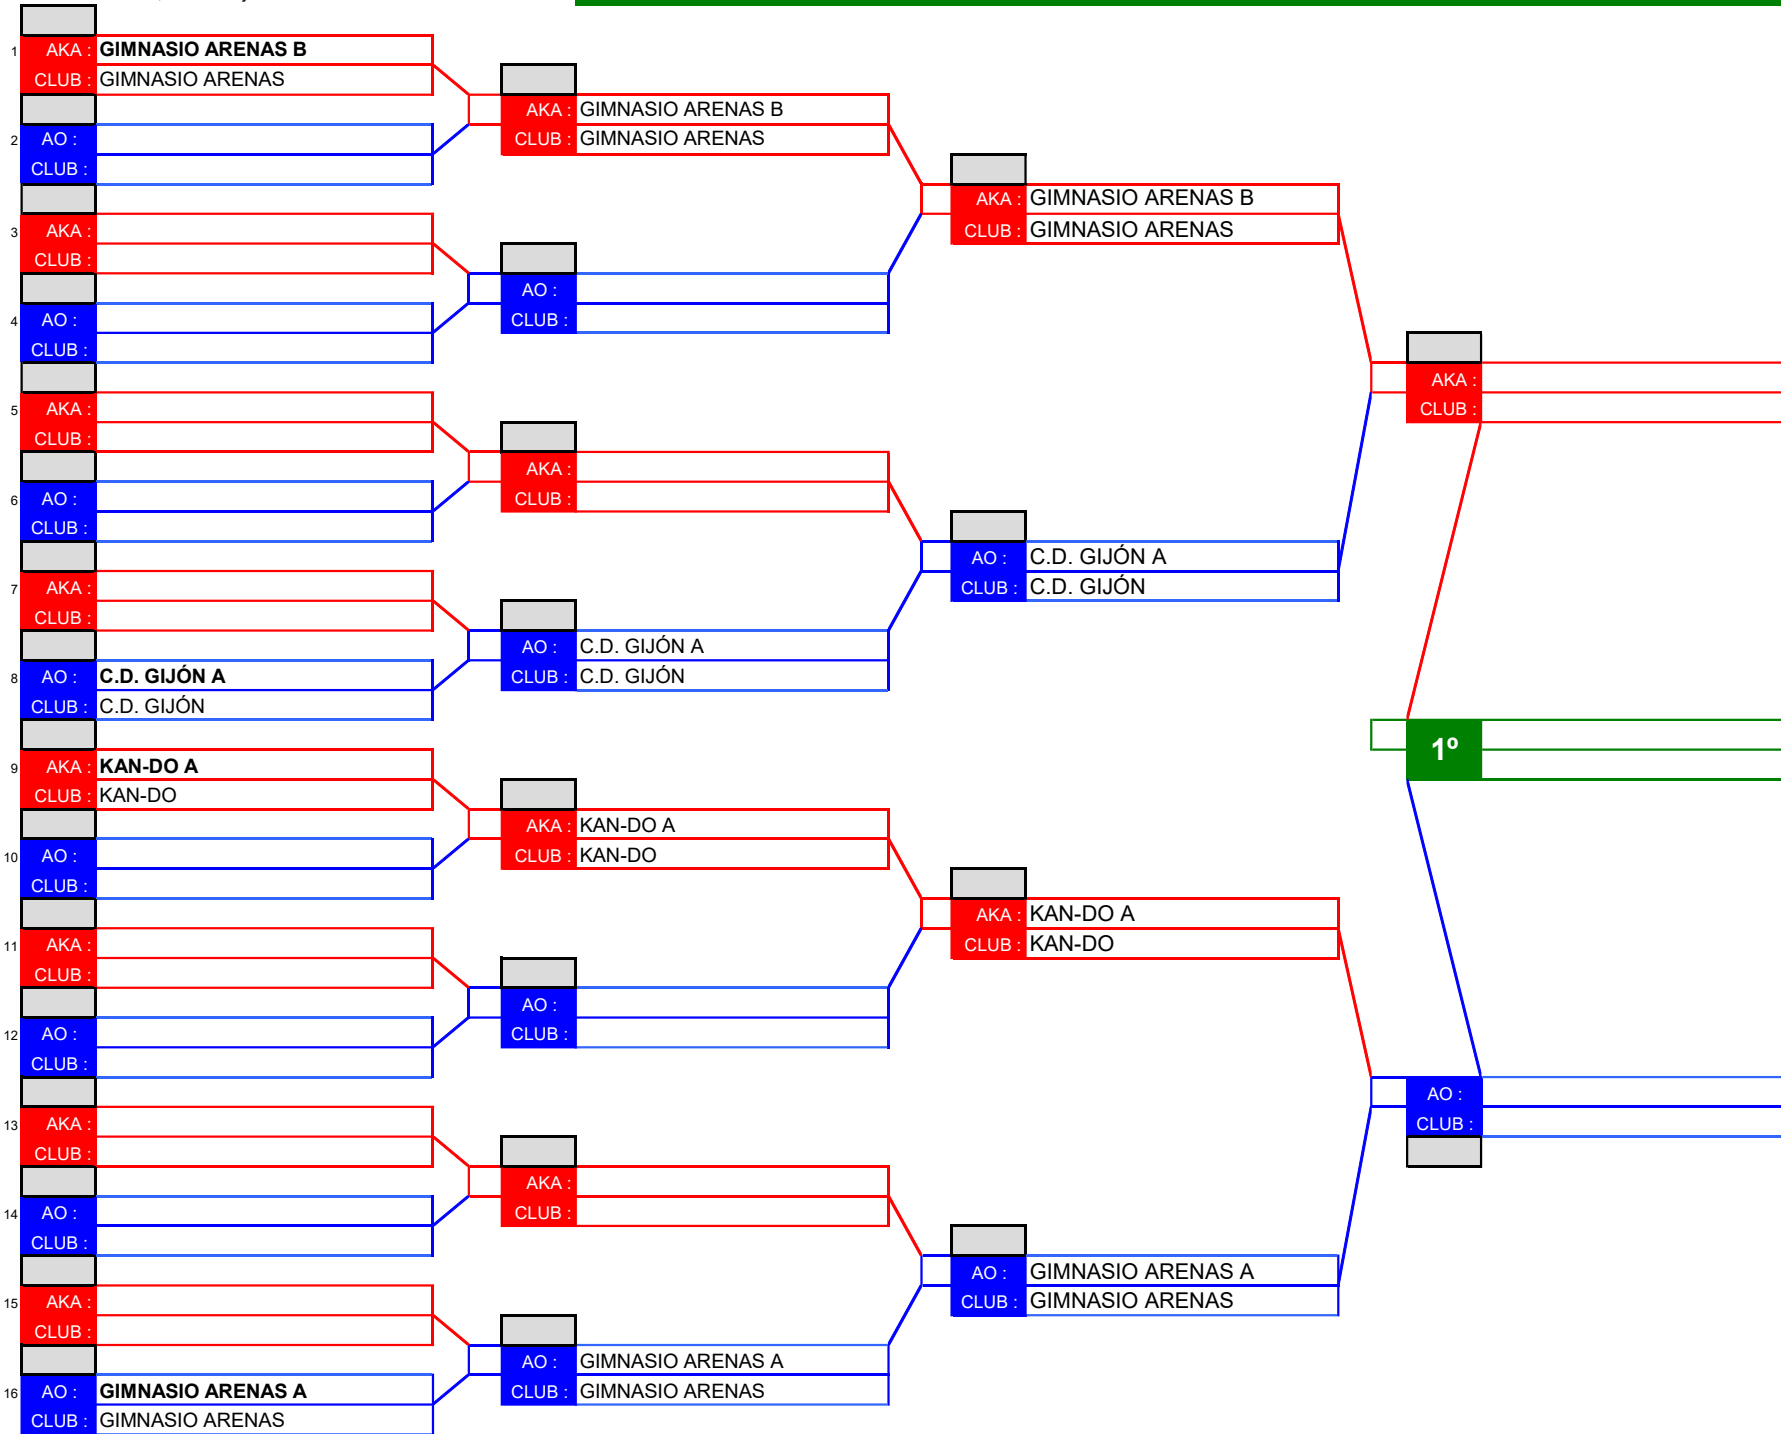 1 AKA : GIMNASIO ARENAS B
CLUB : GIMNASIO ARENAS
2 AO :
CLUB :
3 AKA :
CLUB :
4 AO :
CLUB :
5 AKA :
CLUB :
6 AO :
CLUB :
7 AKA :
CLUB :
8 AO : C.D. GIJÓN A
CLUB : C.D. GIJÓN
9 AKA : KAN-DO A
CLUB : KAN-DO
10 AO :
CLUB :
11 AKA :
CLUB :
12 AO :
CLUB :
13 AKA :
CLUB :
14 AO :
CLUB :
15 AKA :
CLUB :
16 AO : GIMNASIO ARENAS A
CLUB : GIMNASIO ARENAS
AKA : GIMNASIO ARENAS B
CLUB : GIMNASIO ARENAS
AO :
CLUB :
AKA :
CLUB :
AO : C.D. GIJÓN A
CLUB : C.D. GIJÓN
AKA : KAN-DO A
CLUB : KAN-DO
AO :
CLUB :
AKA :
CLUB :
AO : GIMNASIO ARENAS A
CLUB : GIMNASIO ARENAS
AKA : GIMNASIO ARENAS B
CLUB : GIMNASIO ARENAS
AO : C.D. GIJÓN A
CLUB : C.D. GIJÓN
AKA : KAN-DO A
CLUB : KAN-DO
AO : GIMNASIO ARENAS A
CLUB : GIMNASIO ARENAS
AKA :
CLUB :
1º
AO :
CLUB :